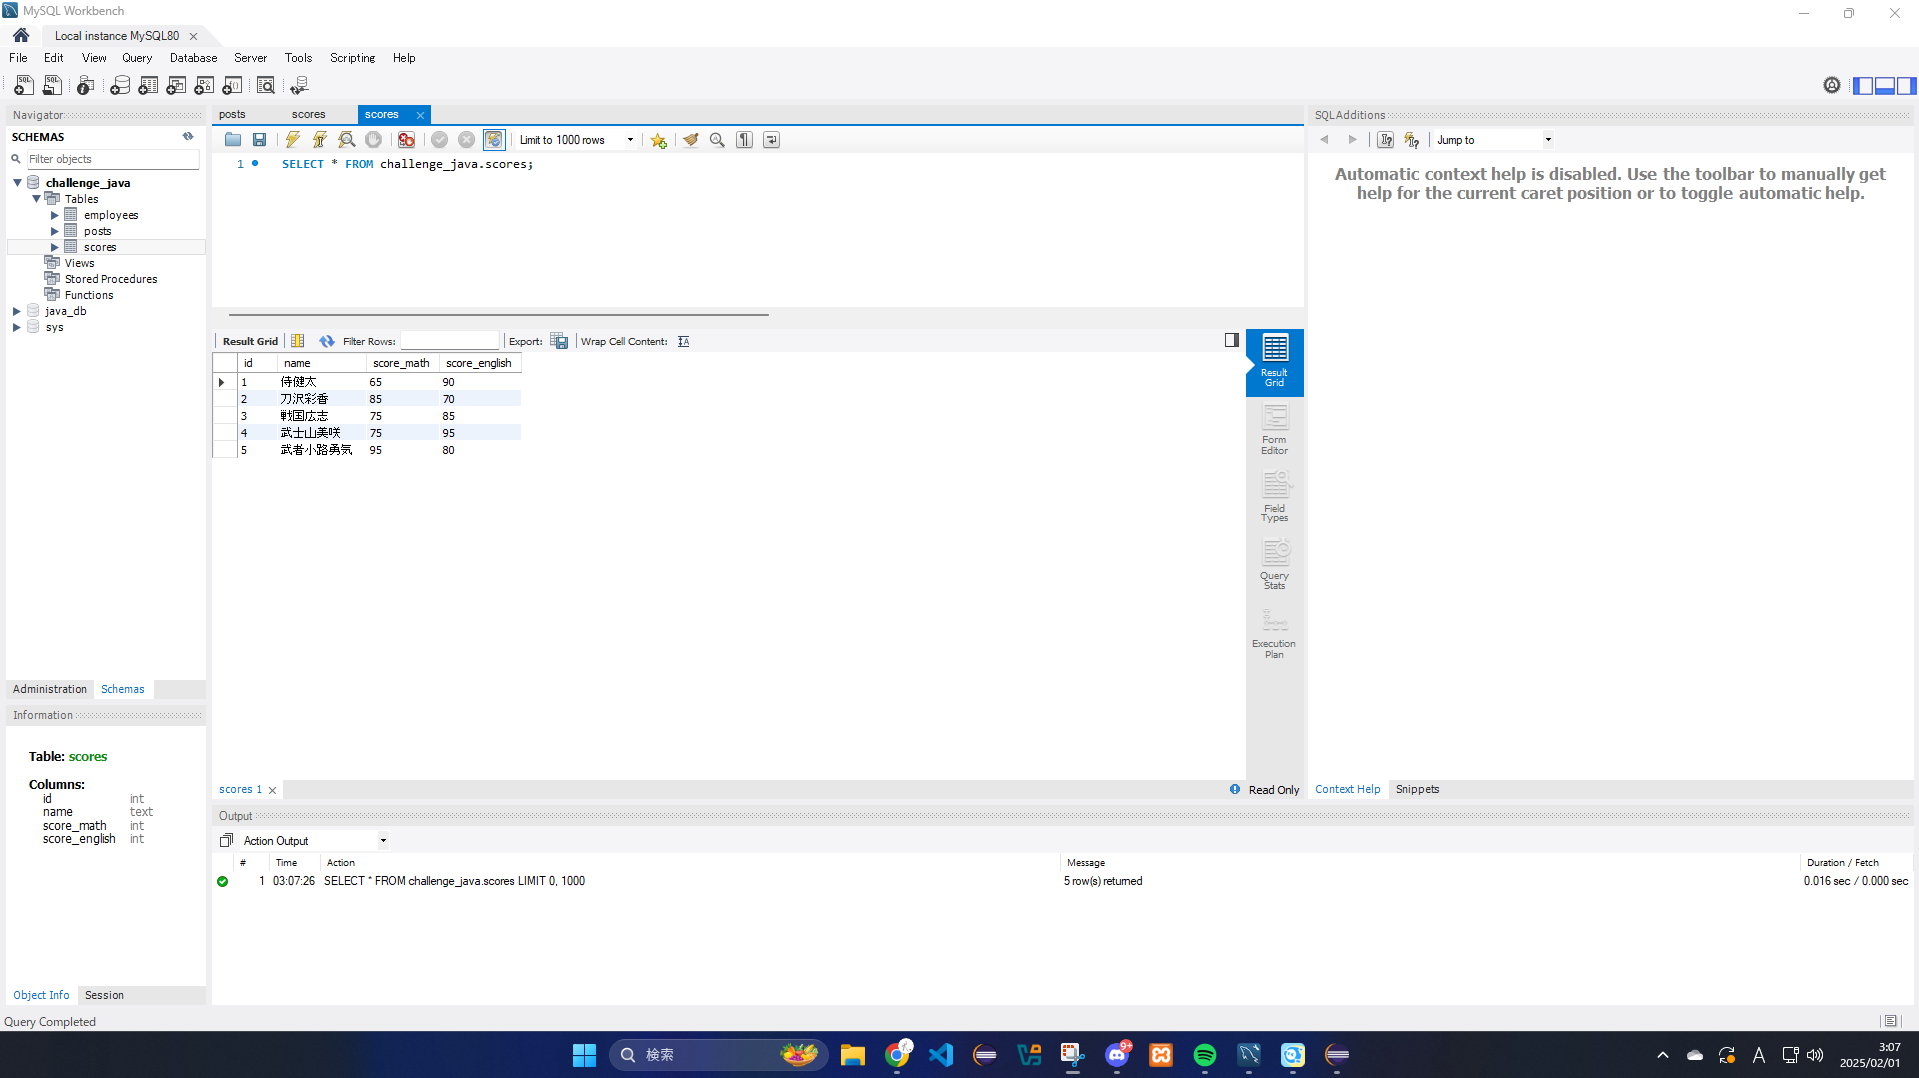 MySQL Workbench
Local instance MySQL80
File Edit View Query Database Server Tools Scripting Help
Navigator
SCHEMAS
Filter objects
challenge_java
Tables
employees
posts
scores
Views
Stored Procedures
Functions
java_db
sys
Administration Schemas
Information
Table: scores
Columns:
id int
name text
score_math int
score_english int
Object Info Session
posts scores scores
Limit to 1000 rows
1 SELECT * FROM challenge_java.scores;
Result Grid Filter Rows: Export: Wrap Cell Content:
id name score_math score_english
1 侍健太 65 90
2 刀沢彩香 85 70
3 戦国広志 75 85
4 武士山美咲 75 95
5 武者小路勇気 95 80
Result
Grid
Form
Editor
Field
Types
Query
Stats
Execution
Plan
scores 1 Read Only
SQLAdditions
Jump to
Automatic context help is disabled. Use the toolbar to manually get
help for the current caret position or to toggle automatic help.
Context Help Snippets
Output
Action Output
# Time Action Message Duration / Fetch
1 03:07:26 SELECT * FROM challenge_java.scores LIMIT 0, 1000 5 row(s) returned 0.016 sec / 0.000 sec
Query Completed
検索
9+
A
3:07
2025/02/01